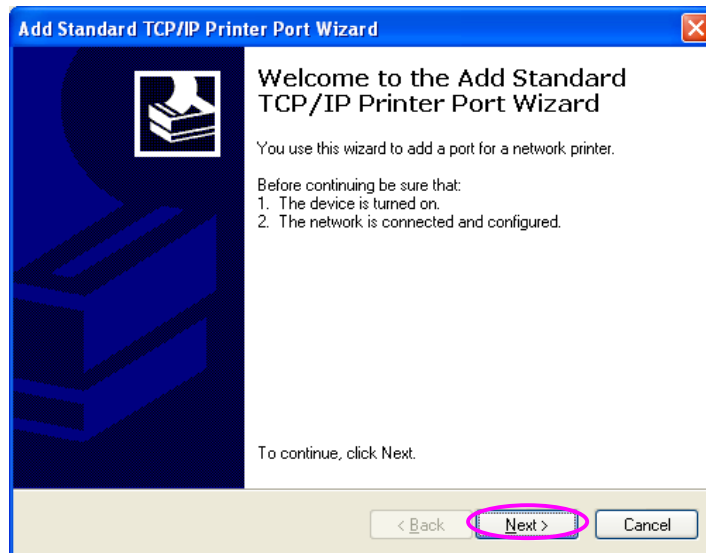 Add Standard TCP/IP Printer Port Wizard
Welcome to the Add Standard
TCP/IP Printer Port Wizard
You use this wizard to add a port for a network printer.
Before continuing be sure that:
1. The device is turned on.
2. The network is connected and configured.
To continue, click Next.
< Back
Next >
Cancel